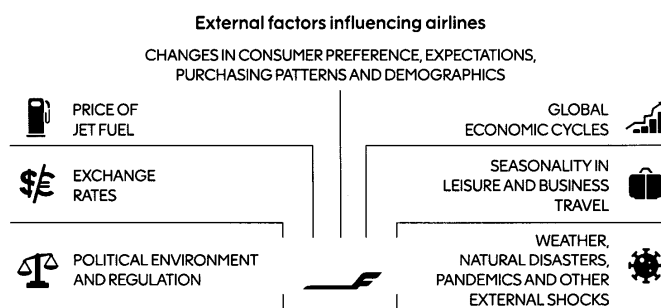 External factors influencing airlines
CHANGES IN CONSUMER PREFERENCE, EXPECTATIONS,
PURCHASING PATTERNS AND DEMOGRAPHICS
PRICE OF
JET FUEL
GLOBAL
ECONOMIC CYCLES
$/€ EXCHANGE
RATES
SEASONALITY IN
LEISURE AND BUSINESS
TRAVEL
POLITICAL ENVIRONMENT
AND REGULATION
WEATHER,
NATURAL DISASTERS,
PANDEMICS AND OTHER
EXTERNAL SHOCKS